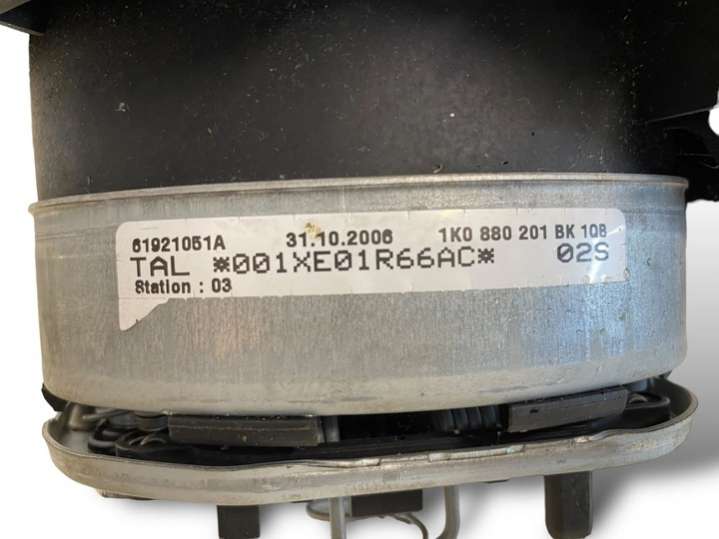 61921051A 31.10.2006 1K0 880 201 BK 1QB
TAL *001XE01R66AC* 02S
Station : 03